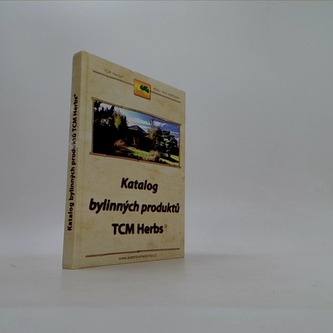 Katalog bylinných produktů TCM Herbs®
Katalog
bylinných produktů
TCM Herbs®